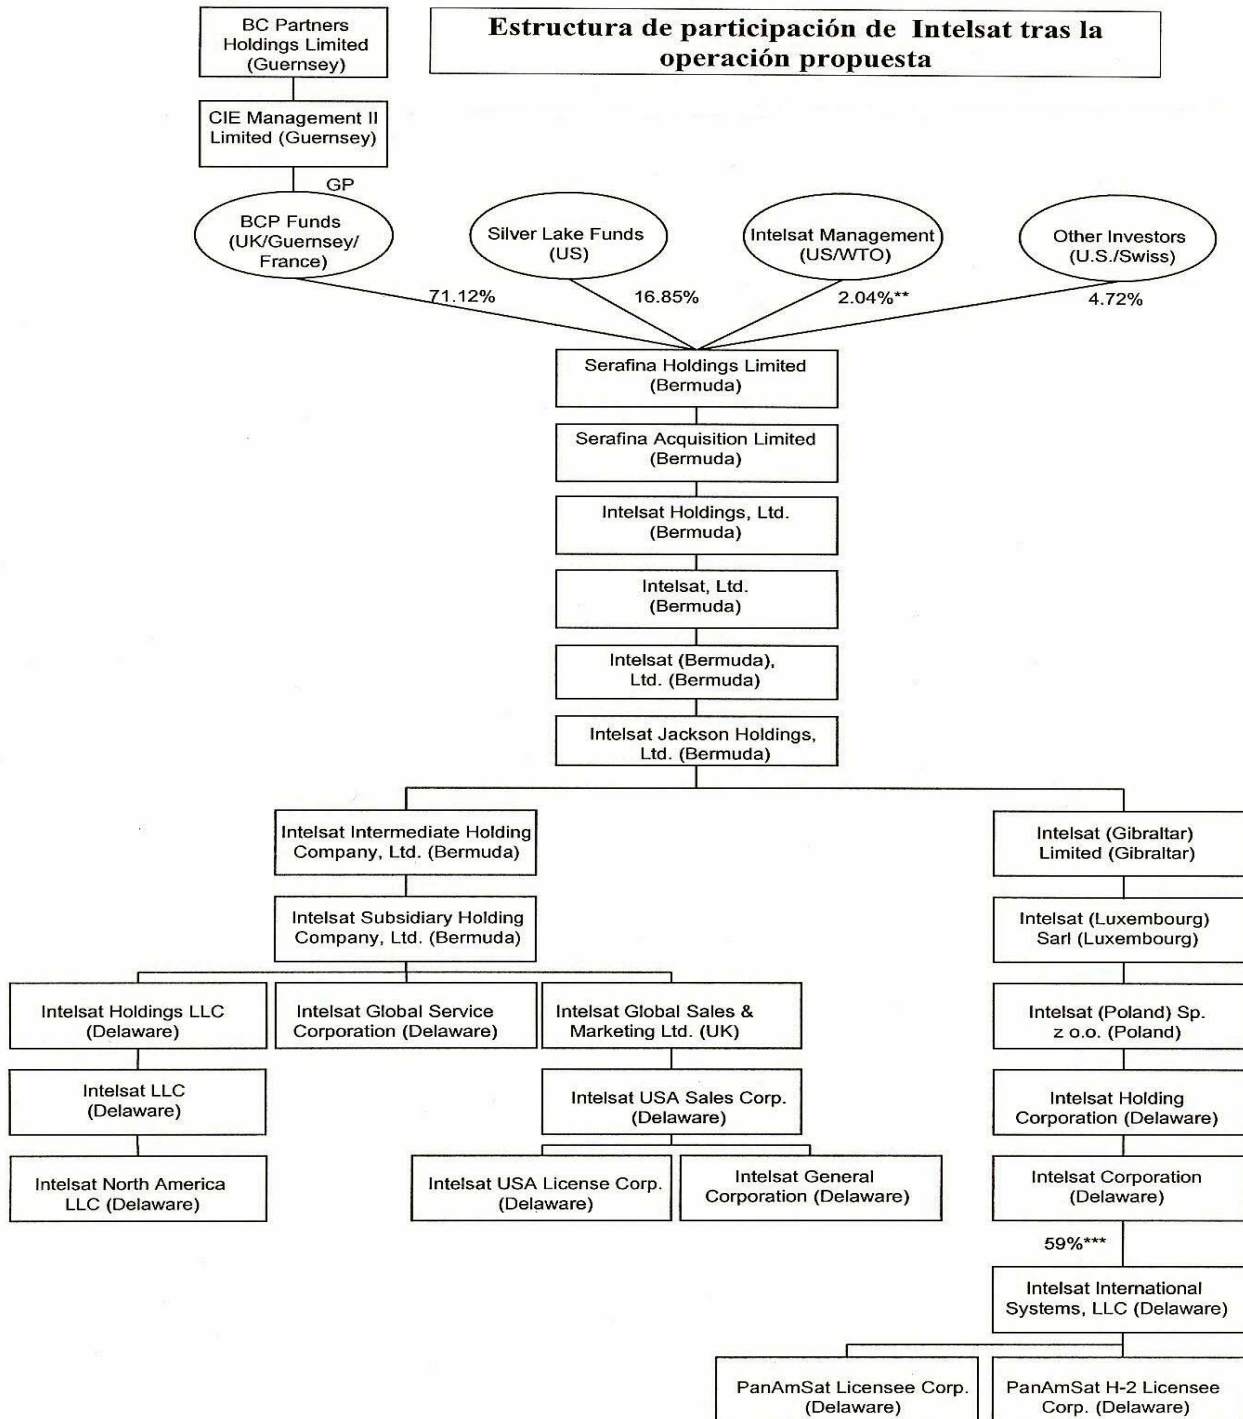 BC Partners
Holdings Limited
(Guernsey)
Estructura de participación de Intelsat tras la
operación propuesta
CIE Management II
Limited (Guernsey)
GP
BCP Funds
(UK/Guernsey/
France)
Silver Lake Funds
(US)
Intelsat Management
(US/WTO)
Other Investors
(U.S./Swiss)
71.12%
16.85%
2.04%**
4.72%
Serafina Holdings Limited
(Bermuda)
Serafina Acquisition Limited
(Bermuda)
Intelsat Holdings, Ltd.
(Bermuda)
Intelsat, Ltd.
(Bermuda)
Intelsat (Bermuda),
Ltd. (Bermuda)
Intelsat Jackson Holdings,
Ltd. (Bermuda)
Intelsat Intermediate Holding
Company, Ltd. (Bermuda)
Intelsat (Gibraltar)
Limited (Gibraltar)
Intelsat Subsidiary Holding
Company, Ltd. (Bermuda)
Intelsat (Luxembourg)
Sarl (Luxembourg)
Intelsat Holdings LLC
(Delaware)
Intelsat Global Service
Corporation (Delaware)
Intelsat Global Sales &
Marketing Ltd. (UK)
Intelsat (Poland) Sp.
z o.o. (Poland)
Intelsat LLC
(Delaware)
Intelsat USA Sales Corp.
(Delaware)
Intelsat Holding
Corporation (Delaware)
Intelsat North America
LLC (Delaware)
Intelsat USA License Corp.
(Delaware)
Intelsat General
Corporation (Delaware)
Intelsat Corporation
(Delaware)
59%***
Intelsat International
Systems, LLC (Delaware)
PanAmSat Licensee Corp.
(Delaware)
PanAmSat H-2 Licensee
Corp. (Delaware)